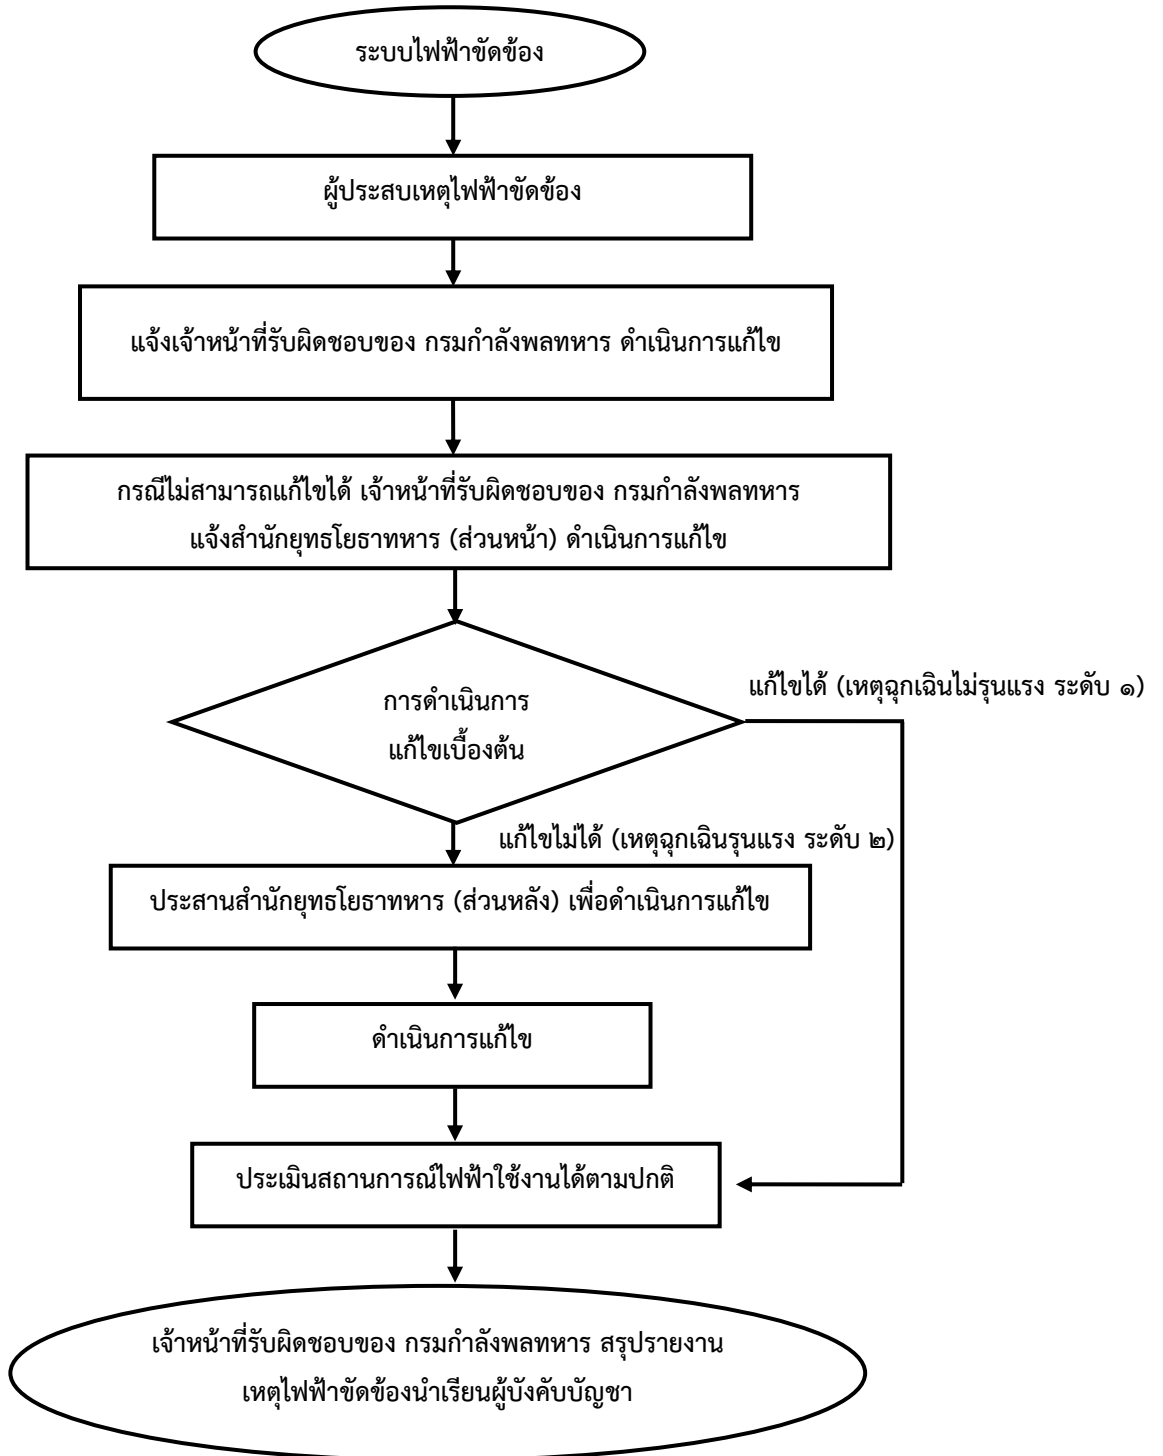 ระบบไฟฟ้าขัดข้อง
ผู้ประสบเหตุไฟฟ้าขัดข้อง
แจ้งเจ้าหน้าที่รับผิดชอบของ กรมกำลังพลทหาร ดำเนินการแก้ไข
กรณีไม่สามารถแก้ไขได้ เจ้าหน้าที่รับผิดชอบของ กรมกำลังพลทหาร
แจ้งสำนักยุทธโยธาทหาร (ส่วนหน้า) ดำเนินการแก้ไข
การดำเนินการ
แก้ไขเบื้องต้น
แก้ไขได้ (เหตุฉุกเฉินไม่รุนแรง ระดับ ๑)
แก้ไขไม่ได้ (เหตุฉุกเฉินรุนแรง ระดับ ๒)
ประสานสำนักยุทธโยธาทหาร (ส่วนหลัง) เพื่อดำเนินการแก้ไข
ดำเนินการแก้ไข
ประเมินสถานการณ์ไฟฟ้าใช้งานได้ตามปกติ
เจ้าหน้าที่รับผิดชอบของ กรมกำลังพลทหาร สรุปรายงาน
เหตุไฟฟ้าขัดข้องนำเรียนผู้บังคับบัญชา